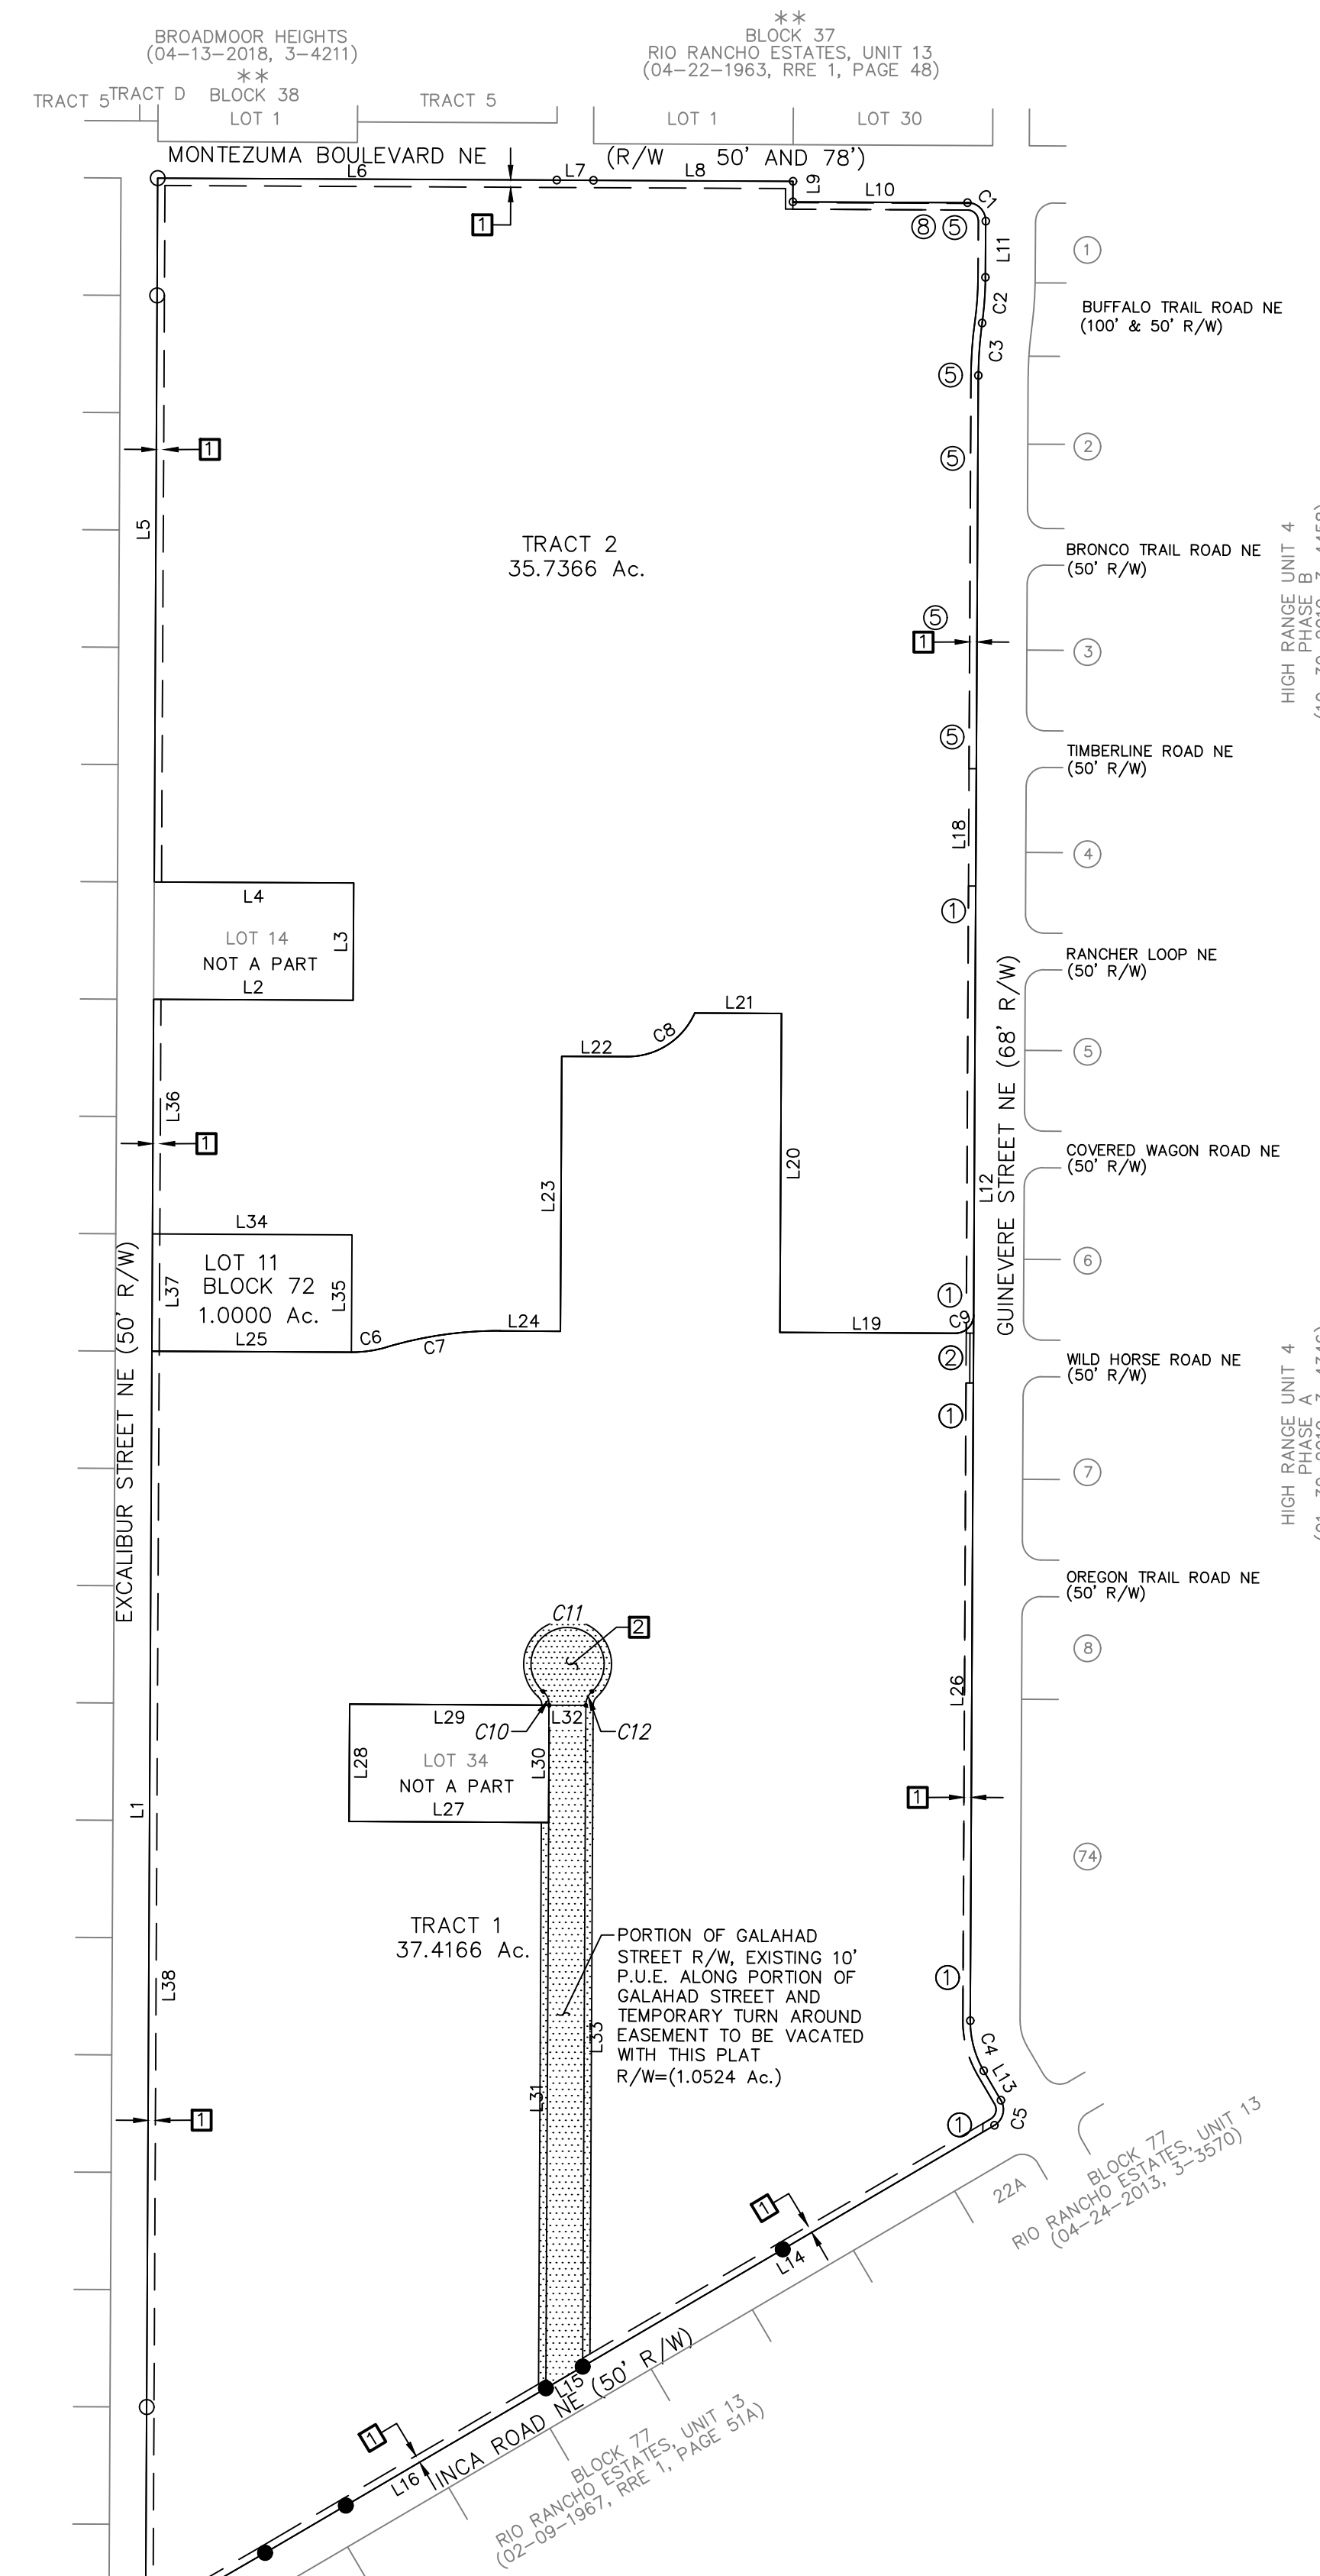 **
BROADMOOR HEIGHTS
(04-13-2018, 3-4211)
**
BLOCK 37
RIO RANCHO ESTATES, UNIT 13
(04-22-1963, RRE 1, PAGE 48)
TRACT 5
TRACT D
BLOCK 38
TRACT 5
LOT 1
LOT 1
LOT 30
MONTEZUMA BOULEVARD NE
(R/W 50' AND 78')
L6
L7
L8
L9
L10
C1
1
8
5
L11
1
C2
BUFFALO TRAIL ROAD NE
(100' & 50' R/W)
C3
5
2
5
1
L5
TRACT 2
35.7366 Ac.
BRONCO TRAIL ROAD NE
(50' R/W)
HIGH RANGE UNIT 4
PHASE B
5
1
3
5
TIMBERLINE ROAD NE
(50' R/W)
L18
4
L4
1
LOT 14
L3
NOT A PART
L2
RANCHER LOOP NE
(50' R/W)
L21
C8
L22
5
GUINEVERE STREET NE (68' R/W)
L36
1
COVERED WAGON ROAD NE
(50' R/W)
L20
L23
L12
L34
LOT 11
BLOCK 72
1.0000 Ac.
L37
L35
6
1
EXCALIBUR STREET NE (50' R/W)
L25
C6
C7
L24
L19
C9
2
WILD HORSE ROAD NE
(50' R/W)
1
HIGH RANGE UNIT 4
PHASE A
7
OREGON TRAIL ROAD NE
(50' R/W)
C11
2
8
L26
L29
L32
C10
C12
L28
LOT 34
L30
NOT A PART
L27
1
L1
74
TRACT 1
37.4166 Ac.
PORTION OF GALAHAD
STREET R/W, EXISTING 10'
P.U.E. ALONG PORTION OF
GALAHAD STREET AND
TEMPORARY TURN AROUND
EASEMENT TO BE VACATED
WITH THIS PLAT
R/W=(1.0524 Ac.)
L38
1
L33
L31
C4
L13
1
C5
1
22A
BLOCK 77
RIO RANCHO ESTATES, UNIT 13
(04-24-2013, 3-3570)
1
L14
L15
INCA ROAD NE (50' R/W)
1
L16
BLOCK 77
RIO RANCHO ESTATES, UNIT 13
(02-09-1967, RRE 1, PAGE 51A)